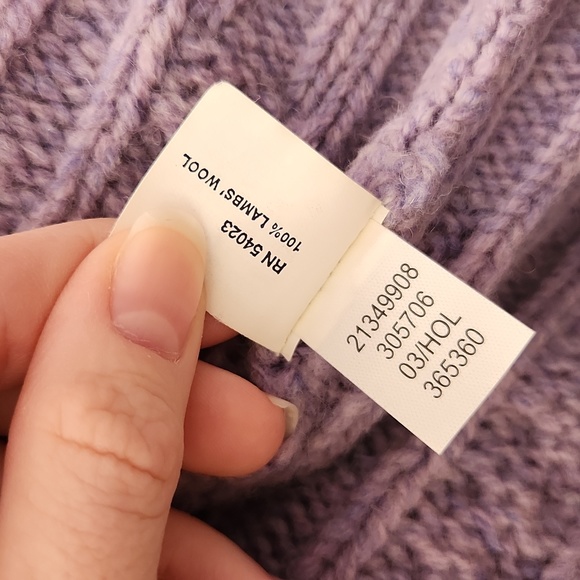 RN 54023
100% LAMBS' WOOL
21349908
305706
03/HOL
365360